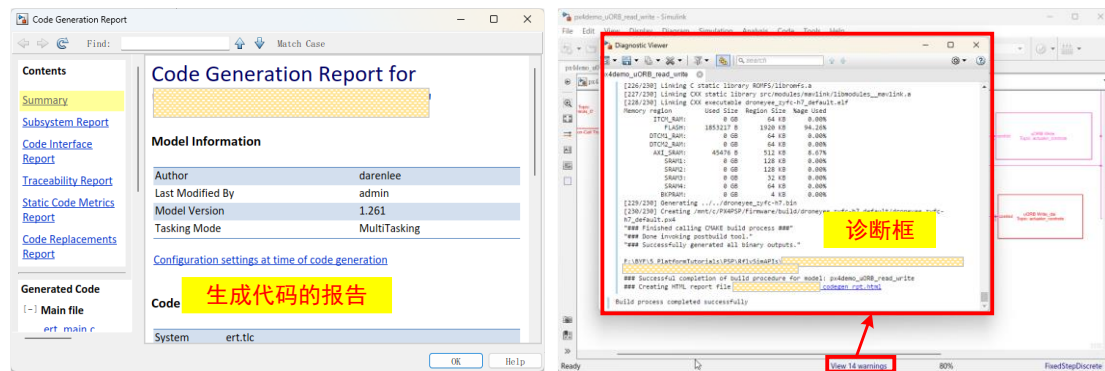 Code Generation Report
Find:
Match Case
Contents
Summary
Subsystem Report
Code Interface
Report
Traceability Report
Static Code Metrics
Report
Code Replacements
Report
Generated Code
[-] Main file
ert_main.c
Code Generation Report for
Model Information
Author darenlee
Last Modified By admin
Model Version 1.261
Tasking Mode MultiTasking
Configuration settings at time of code generation
生成代码的报告
Code
System ert.tlc
OK Help
px4demo_uORB_read_write - Simulink
File Edit View Display Diagram Simulation Analysis Code Tools Help
Diagnostic Viewer
search
px4demo_uORB_read_write
[226/230] Linking C static library ROMFS/libromfs.a
[227/230] Linking CXX static library src/modules/mavlink/libmodules__mavlink.a
[228/230] Linking CXX executable droneyee_zyfc-h7_default.elf
Memory region Used Size Region Size %age Used
ITCM_RAM: 0 GB 64 KB 0.00%
FLASH: 1853217 B 1920 KB 94.26%
DTCM1_RAM: 0 GB 64 KB 0.00%
DTCM2_RAM: 0 GB 64 KB 0.00%
AXI_SRAM: 45476 B 512 KB 8.67%
SRAM1: 0 GB 128 KB 0.00%
SRAM2: 0 GB 128 KB 0.00%
SRAM3: 0 GB 32 KB 0.00%
SRAM4: 0 GB 64 KB 0.00%
BKPRAM: 0 GB 4 KB 0.00%
[229/230] Generating ../../droneyee_zyfc-h7.bin
[230/230] Creating /mnt/c/PX4PSP/Firmware/build/droneyee_zyfc-h7_default/droneyee_zyfc-
h7_default.px4
"### Finished calling CMAKE build process ###"
"### Done invoking postbuild tool."
"### Successfully generated all binary outputs."
诊断框
### Successful completion of build procedure for model: px4demo_uORB_read_write
### Creating HTML report file codegen_rpt.html
Build process completed successfully
uORB Write
Topic: actuator_controls
uORB Write_dai
Topic: actuator_controls
Ready View 14 warnings 80% FixedStepDiscrete